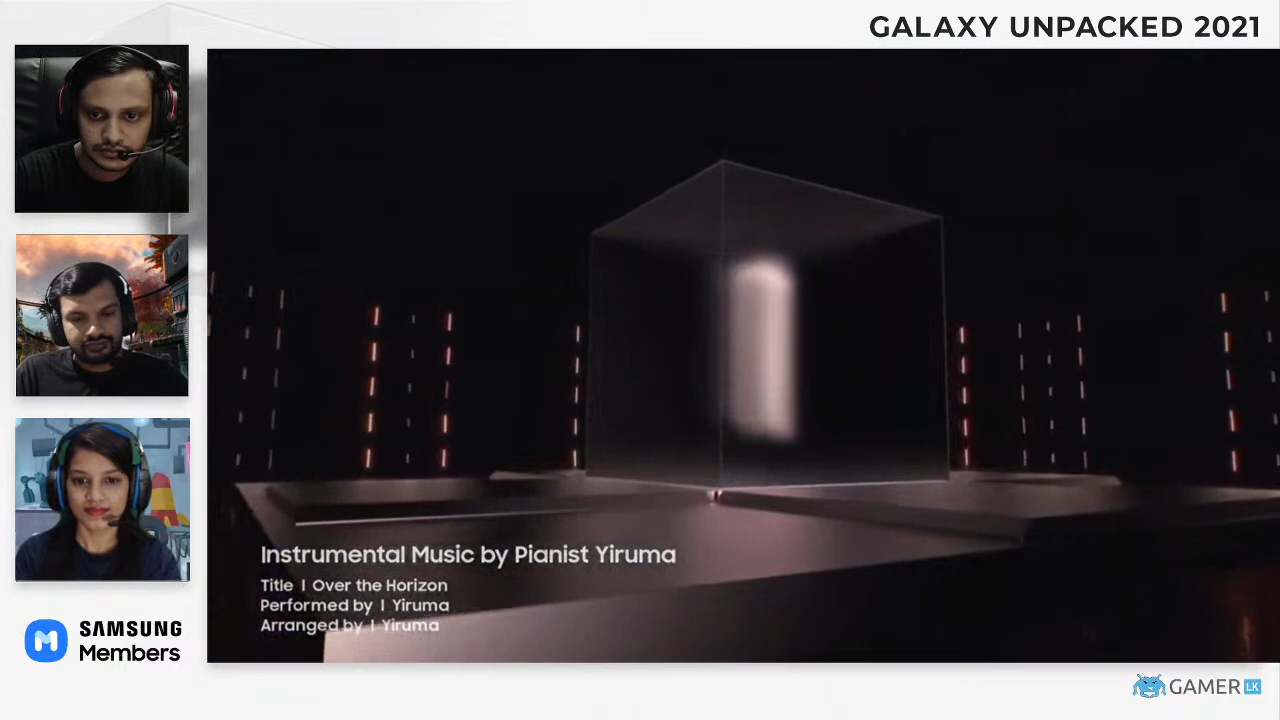 GALAXY UNPACKED 2021
Instrumental Music by Pianist Yiruma
Title | Over the Horizon
Performed by | Yiruma
Arranged by | Yiruma
SAMSUNG
Members
GAMER LK